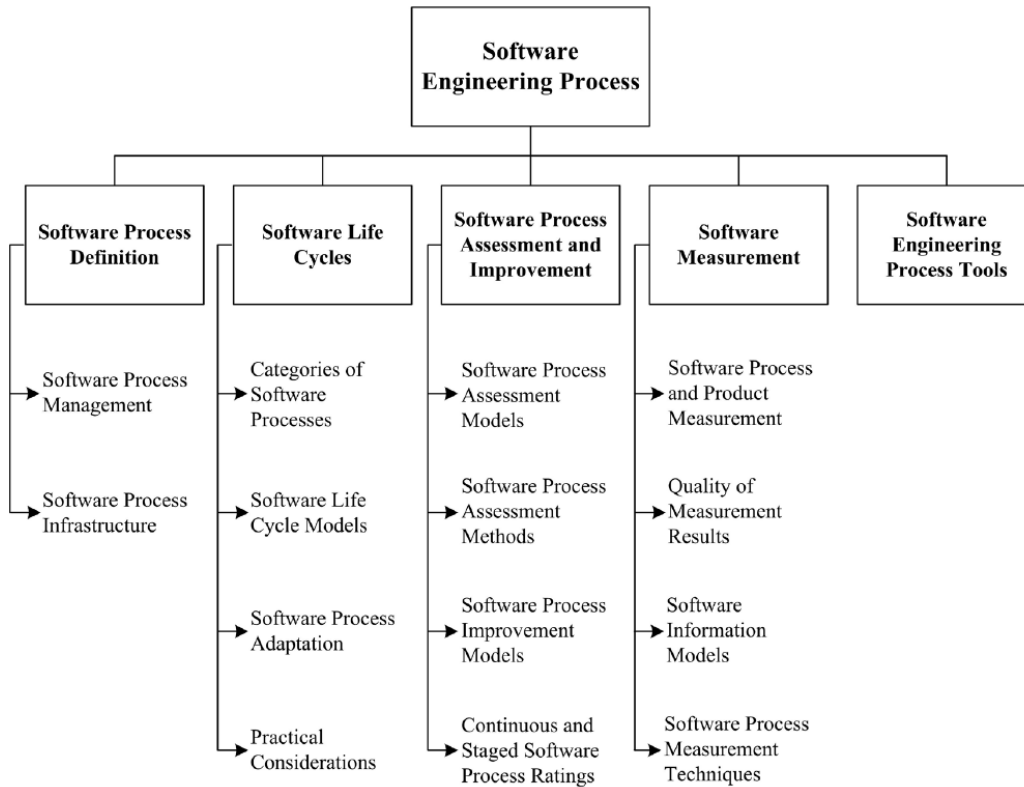 Software
Engineering Process
Software Process
Definition
Software Life
Cycles
Software Process
Assessment and
Improvement
Software
Measurement
Software
Engineering
Process Tools
Software Process
Management
Software Process
Infrastructure
Categories of
Software
Processes
Software Life
Cycle Models
Software Process
Adaptation
Practical
Considerations
Software Process
Assessment
Models
Software Process
Assessment
Methods
Software Process
Improvement
Models
Continuous and
Staged Software
Process Ratings
Software Process
and Product
Measurement
Quality of
Measurement
Results
Software
Information
Models
Software Process
Measurement
Techniques